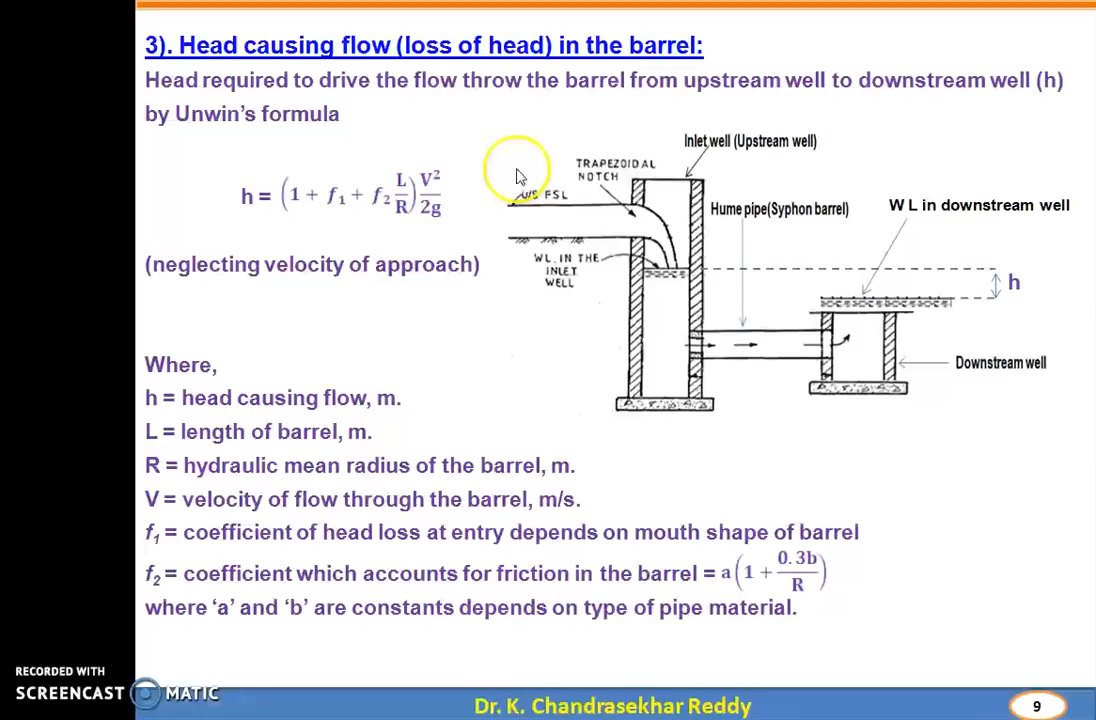 3). Head causing flow (loss of head) in the barrel:
Head required to drive the flow throw the barrel from upstream well to downstream well (h)
by Unwin's formula
h = (1 + f₁ + f₂ L/R) V²/2g
(neglecting velocity of approach)
Inlet well (Upstream well)
TRAPEZOIDAL
NOTCH
U/S FSL
Hume pipe(Syphon barrel)
W L in downstream well
WL. IN THE
INLET
WELL
h
Downstream well
Where,
h = head causing flow, m.
L = length of barrel, m.
R = hydraulic mean radius of the barrel, m.
V = velocity of flow through the barrel, m/s.
f₁ = coefficient of head loss at entry depends on mouth shape of barrel
f₂ = coefficient which accounts for friction in the barrel = a(1 + 0.3b/R)
where 'a' and 'b' are constants depends on type of pipe material.
RECORDED WITH
SCREENCAST MATIC
Dr. K. Chandrasekhar Reddy
9